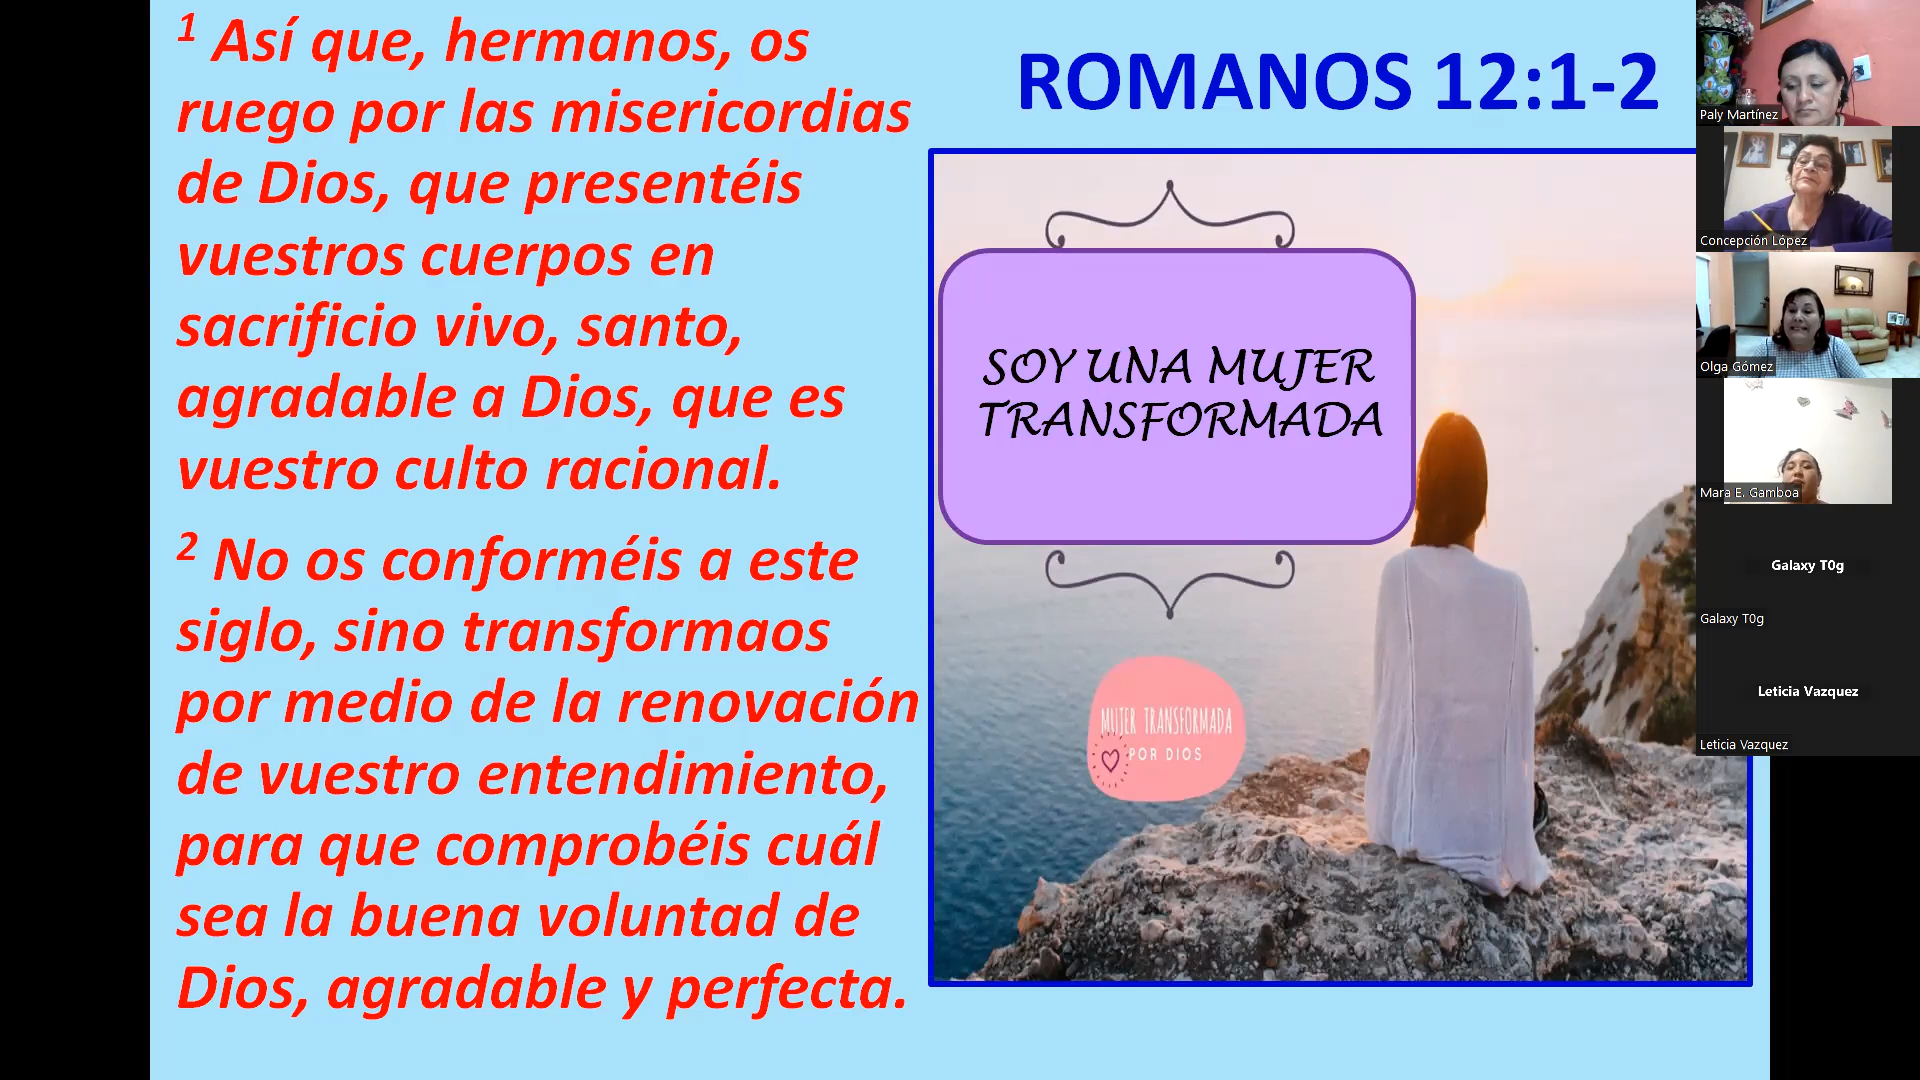 1 Así que, hermanos, os
ruego por las misericordias
de Dios, que presentéis
vuestros cuerpos en
sacrificio vivo, santo,
agradable a Dios, que es
vuestro culto racional.
2 No os conforméis a este
siglo, sino transformaos
por medio de la renovación
de vuestro entendimiento,
para que comprobéis cuál
sea la buena voluntad de
Dios, agradable y perfecta.
ROMANOS 12:1-2
SOY UNA MUJER
TRANSFORMADA
MUJER TRANSFORMADA
POR DIOS
Paly Martínez
Concepción López
Olga Gómez
Mara E. Gamboa
Galaxy T0g
Galaxy T0g
Leticia Vazquez
Leticia Vazquez